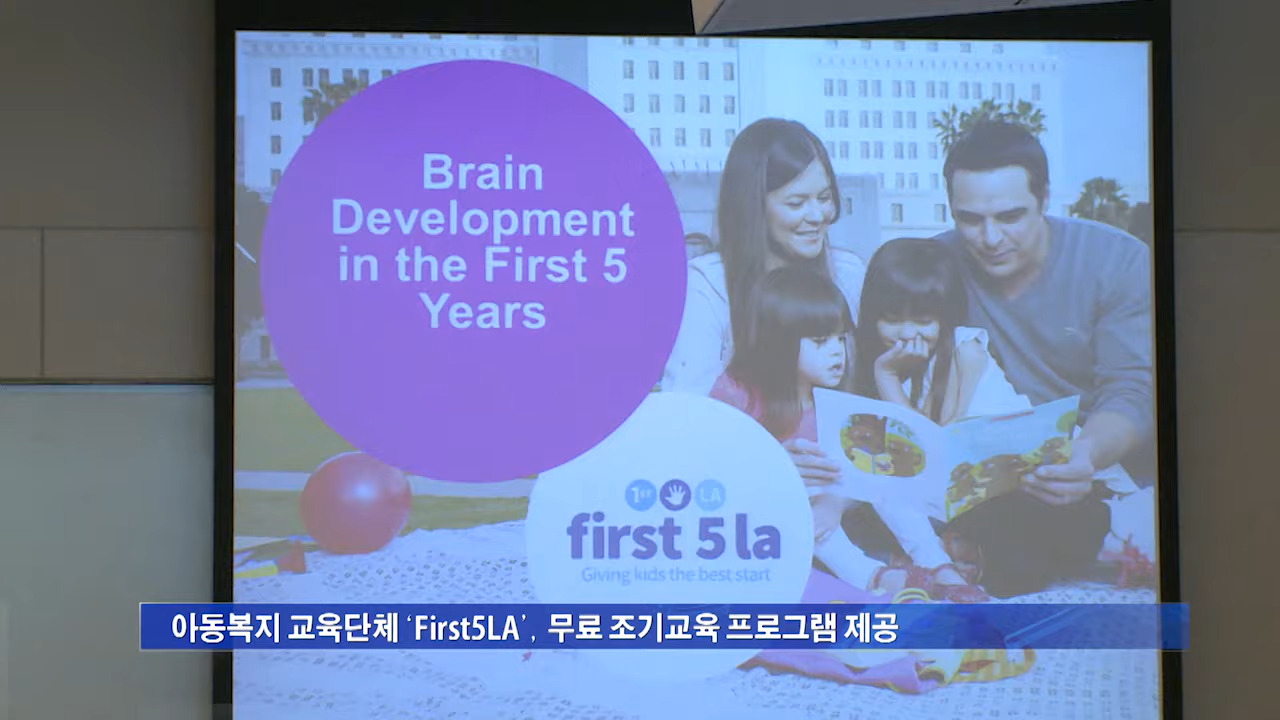 Brain
Development
in the First 5
Years
1ST LA
first 5 la
Giving kids the best start
아동복지 교육단체 ‘First5LA’, 무료 조기교육 프로그램 제공